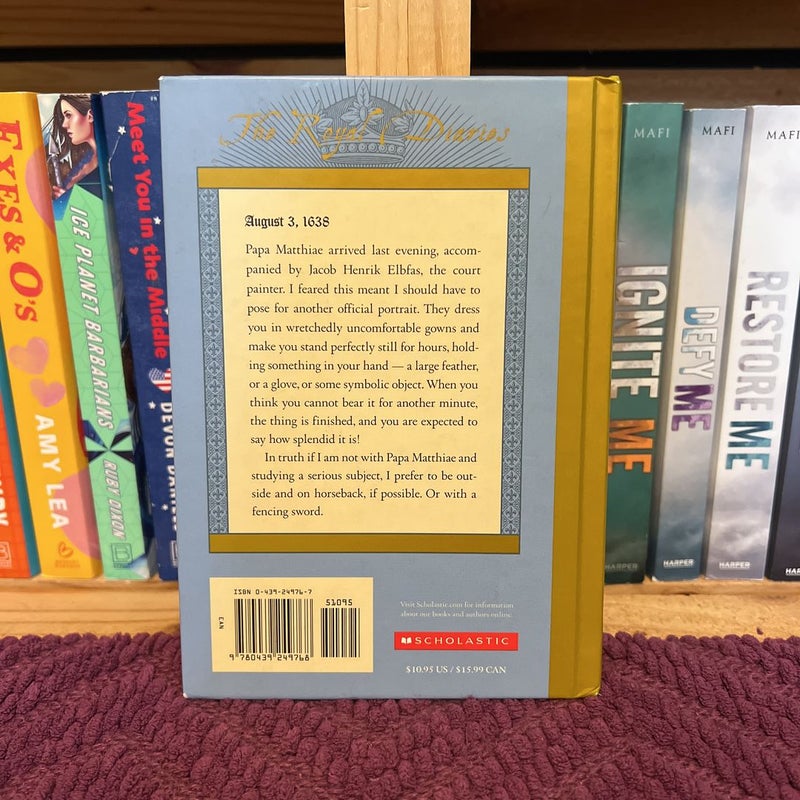 The Royal Diaries
August 3, 1638
Papa Matthiae arrived last evening, accom-
panied by Jacob Henrik Elbfas, the court
painter. I feared this meant I should have to
pose for another official portrait. They dress
you in wretchedly uncomfortable gowns and
make you stand perfectly still for hours, hold-
ing something in your hand — a large feather,
or a glove, or some symbolic object. When you
think you cannot bear it for another minute,
the thing is finished, and you are expected to
say how splendid it is!
In truth if I am not with Papa Matthiae and
studying a serious subject, I prefer to be out-
side and on horseback, if possible. Or with a
fencing sword.
ISBN 0-439-24976-7
51095
EAN
9 780439 249768
Visit Scholastic.com for information
about our books and authors online.
SCHOLASTIC
$10.95 US / $15.99 CAN
EXES & O'S
AMY LEA
ICE PLANET BARBARIANS
RUBY DIXON
Meet You in the Middle
DEVON
MAFI
IGNITE ME
HARPER
MAFI
DEFY ME
HARPER
MAFI
RESTORE ME
HARPER